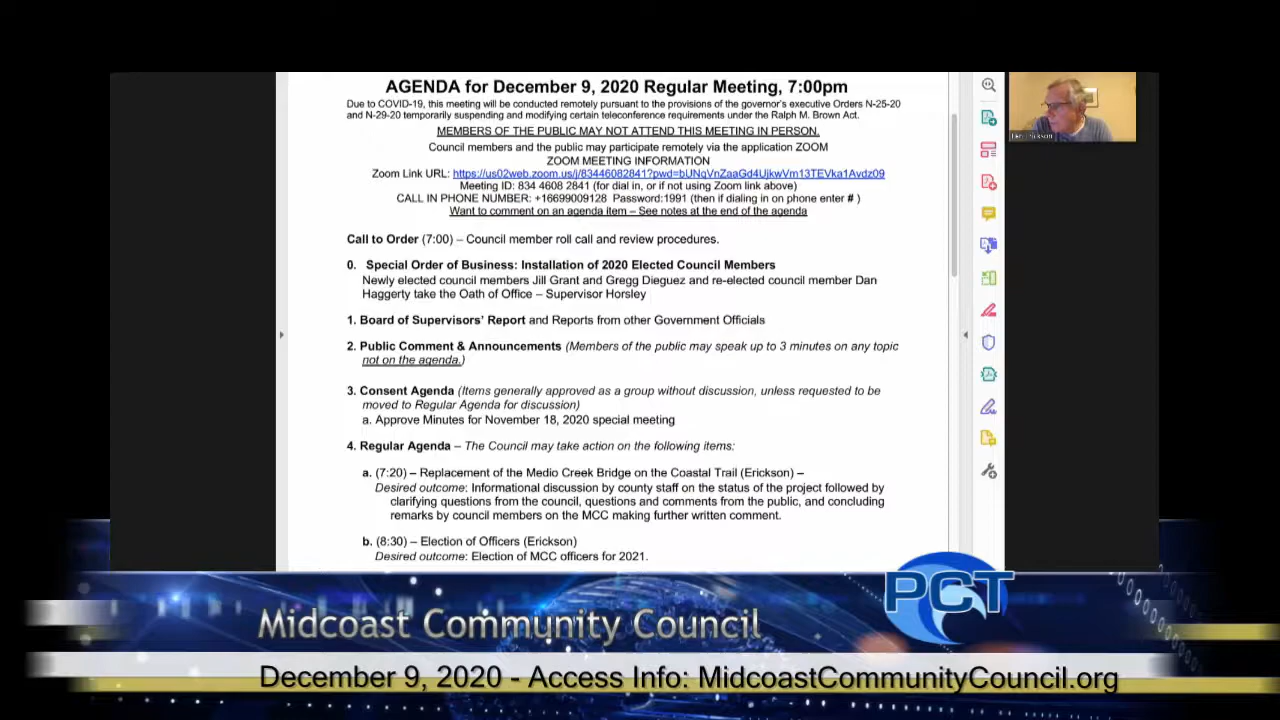 AGENDA for December 9, 2020 Regular Meeting, 7:00pm
Due to COVID-19, this meeting will be conducted remotely pursuant to the provisions of the governor's executive Orders N-25-20
and N-29-20 temporarily suspending and modifying certain teleconference requirements under the Ralph M. Brown Act.
MEMBERS OF THE PUBLIC MAY NOT ATTEND THIS MEETING IN PERSON.
Council members and the public may participate remotely via the application ZOOM
ZOOM MEETING INFORMATION
Zoom Link URL: https://us02web.zoom.us/j/83446082841?pwd=bUNqVnZaaGd4UjkwVm13TEVka1Avdz09
Meeting ID: 834 4608 2841 (for dial in, or if not using Zoom link above)
CALL IN PHONE NUMBER: +16699009128 Password:1991 (then if dialing in on phone enter # )
Want to comment on an agenda item – See notes at the end of the agenda
Call to Order (7:00) – Council member roll call and review procedures.
0. Special Order of Business: Installation of 2020 Elected Council Members
Newly elected council members Jill Grant and Gregg Dieguez and re-elected council member Dan
Haggerty take the Oath of Office – Supervisor Horsley
1. Board of Supervisors' Report and Reports from other Government Officials
2. Public Comment & Announcements (Members of the public may speak up to 3 minutes on any topic
not on the agenda.)
3. Consent Agenda (Items generally approved as a group without discussion, unless requested to be
moved to Regular Agenda for discussion)
a. Approve Minutes for November 18, 2020 special meeting
4. Regular Agenda – The Council may take action on the following items:
a. (7:20) – Replacement of the Medio Creek Bridge on the Coastal Trail (Erickson) –
Desired outcome: Informational discussion by county staff on the status of the project followed by
clarifying questions from the council, questions and comments from the public, and concluding
remarks by council members on the MCC making further written comment.
b. (8:30) – Election of Officers (Erickson)
Desired outcome: Election of MCC officers for 2021.
PCT
Midcoast Community Council
December 9, 2020 - Access Info: MidcoastCommunityCouncil.org